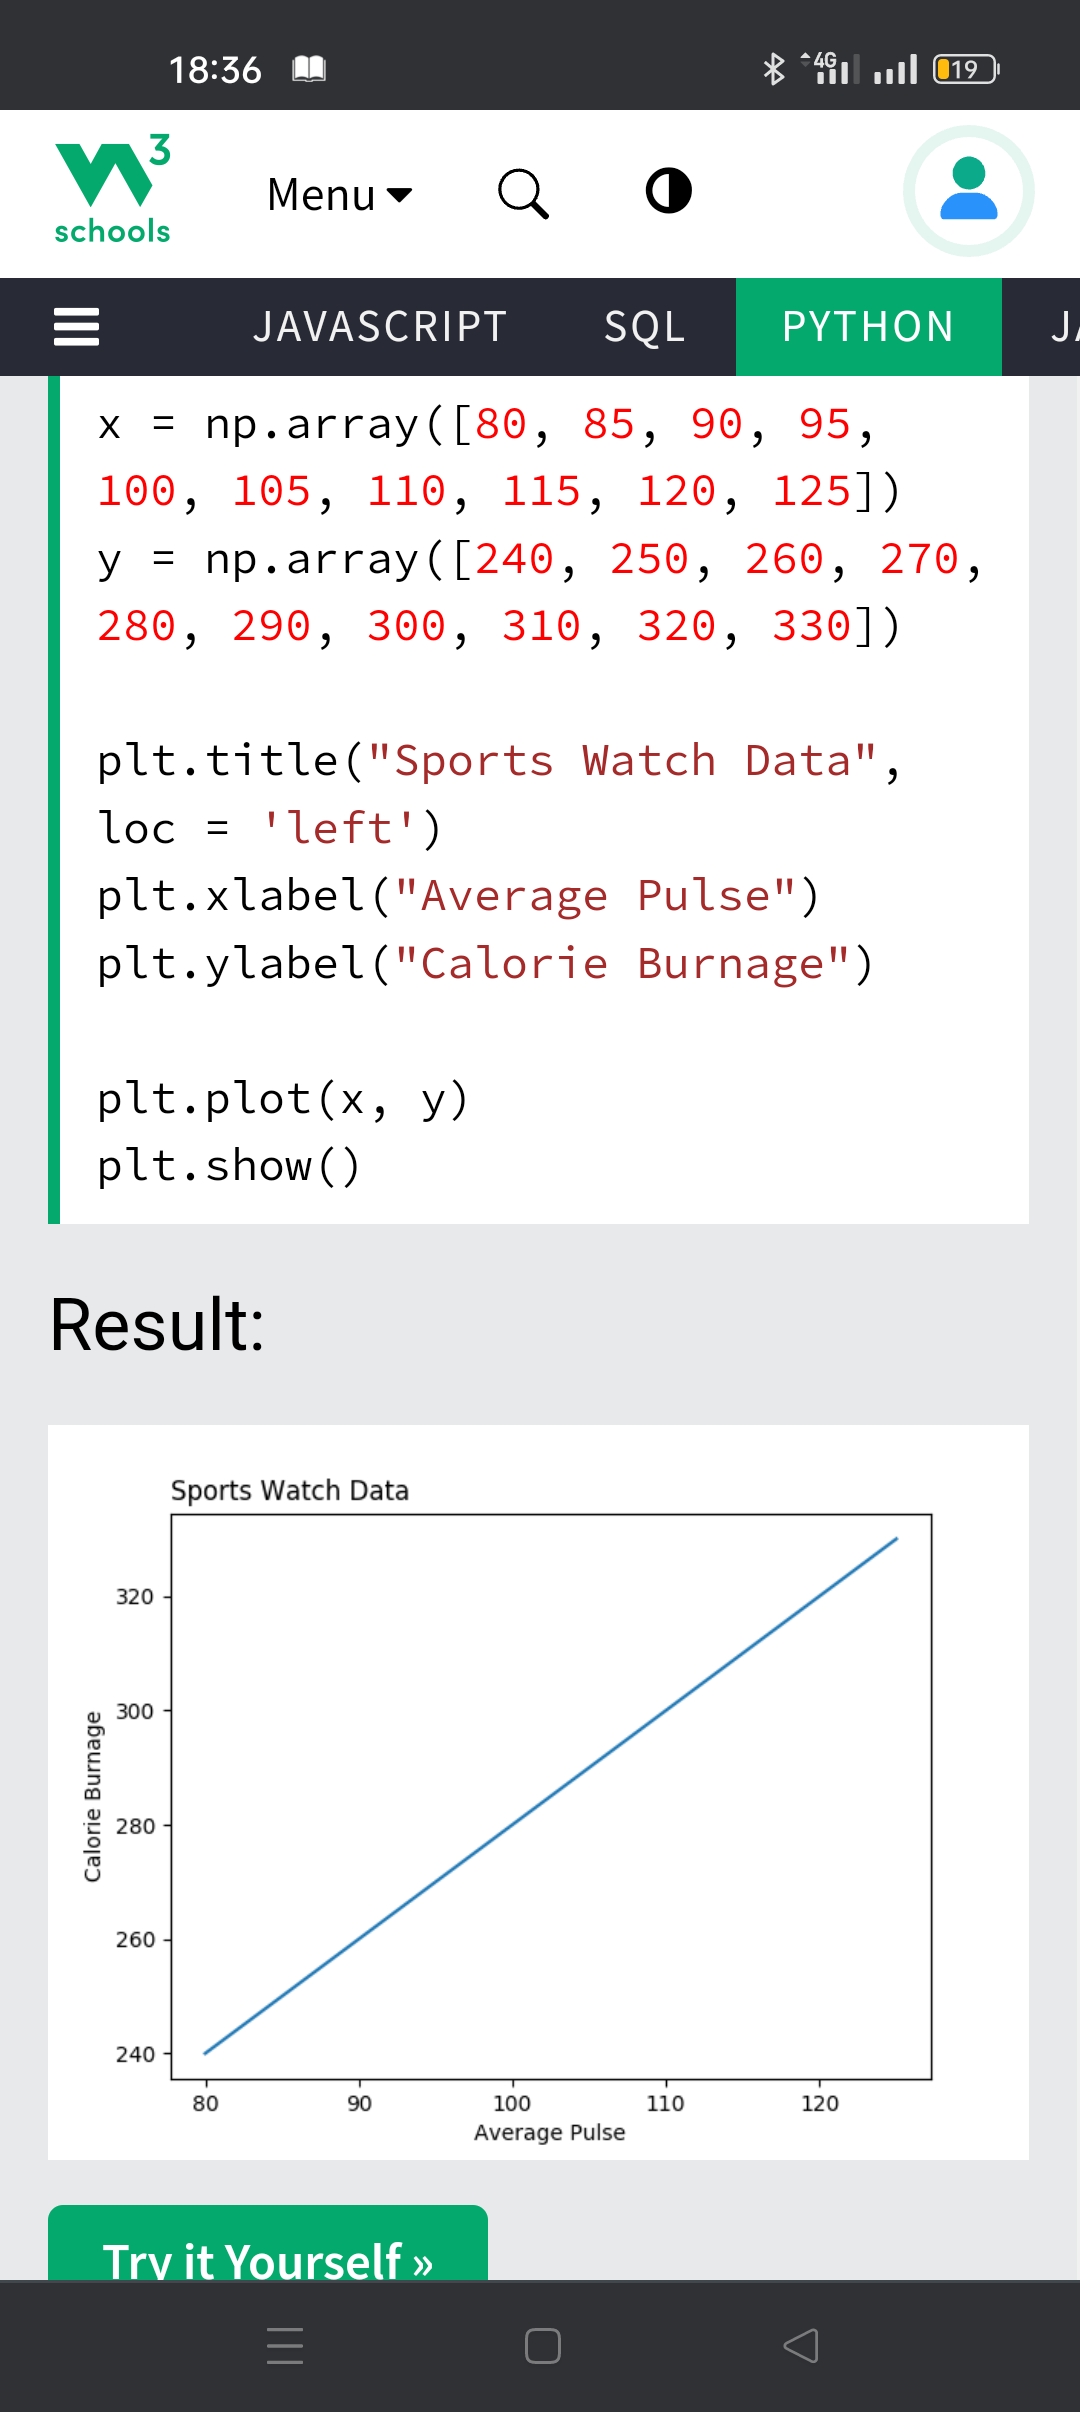 18:36
4G
19
3
schools
Menu
JAVASCRIPT SQL PYTHON JA
x = np.array([80, 85, 90, 95,
100, 105, 110, 115, 120, 125])
y = np.array([240, 250, 260, 270,
280, 290, 300, 310, 320, 330])
plt.title("Sports Watch Data",
loc = 'left')
plt.xlabel("Average Pulse")
plt.ylabel("Calorie Burnage")
plt.plot(x, y)
plt.show()
Result:
Sports Watch Data
320
300
280
260
240
Calorie Burnage
80 90 100 110 120
Average Pulse
Try it Yourself »